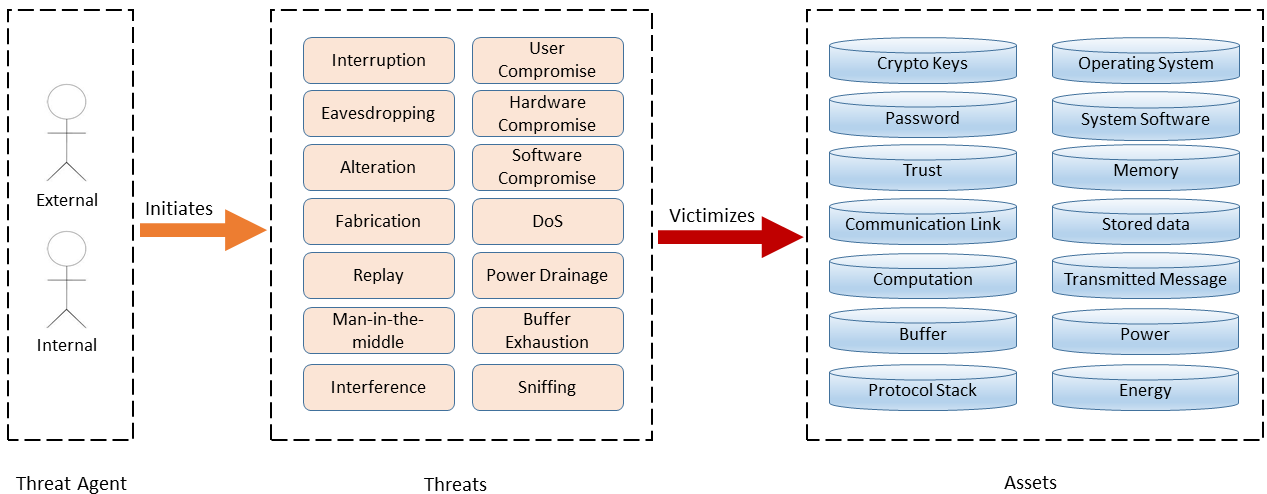 External
Internal
Threat Agent
Initiates
Interruption
User
Compromise
Eavesdropping
Hardware
Compromise
Alteration
Software
Compromise
Fabrication
DoS
Replay
Power Drainage
Man-in-the-
middle
Buffer
Exhaustion
Interference
Sniffing
Threats
Victimizes
Crypto Keys
Operating System
Password
System Software
Trust
Memory
Communication Link
Stored data
Computation
Transmitted Message
Buffer
Power
Protocol Stack
Energy
Assets